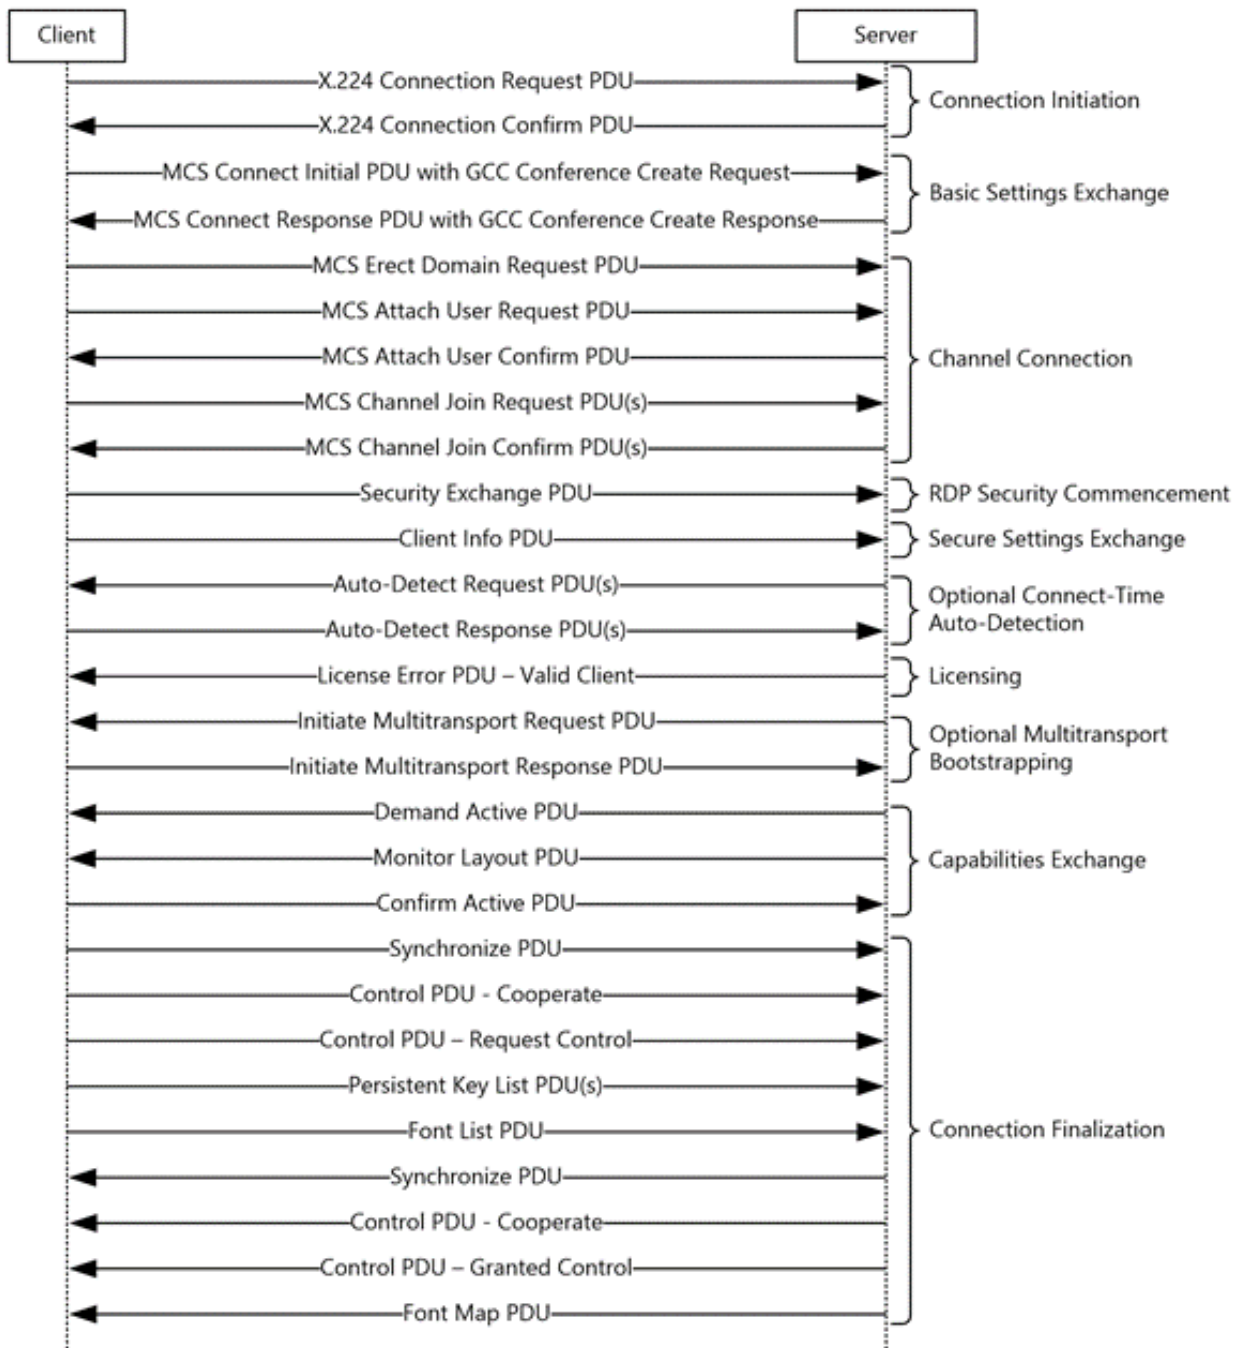 Client
Server
X.224 Connection Request PDU
Connection Initiation
X.224 Connection Confirm PDU
MCS Connect Initial PDU with GCC Conference Create Request
Basic Settings Exchange
MCS Connect Response PDU with GCC Conference Create Response
MCS Erect Domain Request PDU
MCS Attach User Request PDU
MCS Attach User Confirm PDU
Channel Connection
MCS Channel Join Request PDU(s)
MCS Channel Join Confirm PDU(s)
Security Exchange PDU
RDP Security Commencement
Client Info PDU
Secure Settings Exchange
Auto-Detect Request PDU(s)
Optional Connect-Time
Auto-Detection
Auto-Detect Response PDU(s)
License Error PDU – Valid Client
Licensing
Initiate Multitransport Request PDU
Optional Multitransport
Bootstrapping
Initiate Multitransport Response PDU
Demand Active PDU
Monitor Layout PDU
Capabilities Exchange
Confirm Active PDU
Synchronize PDU
Control PDU - Cooperate
Control PDU – Request Control
Persistent Key List PDU(s)
Font List PDU
Connection Finalization
Synchronize PDU
Control PDU - Cooperate
Control PDU – Granted Control
Font Map PDU